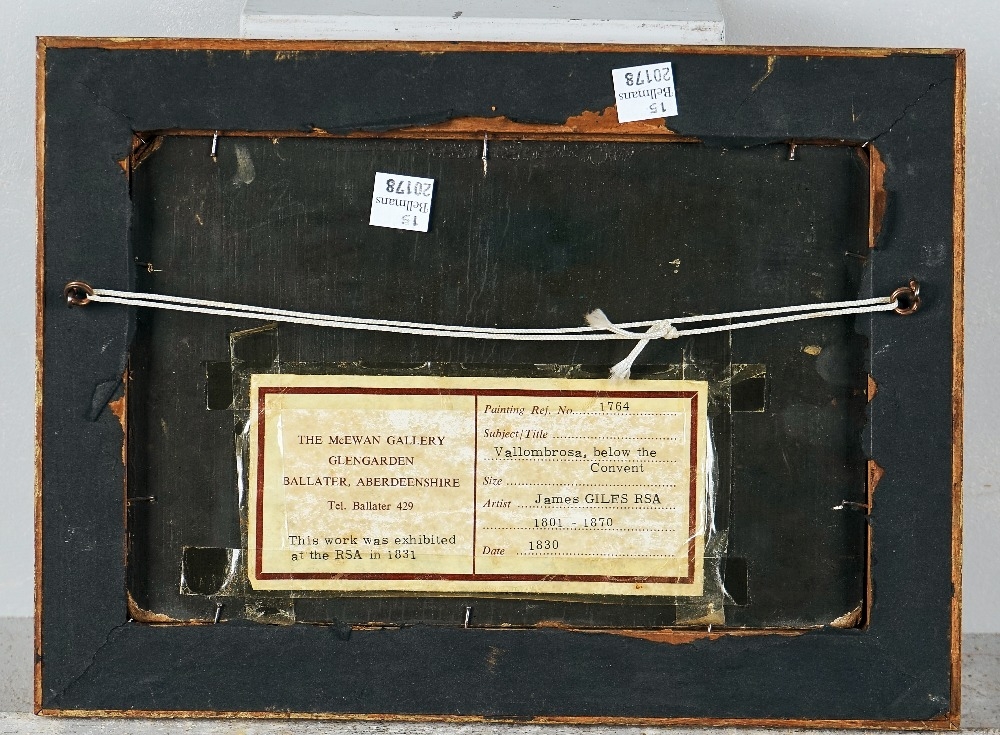 15
Bellmans
20178
15
Bellmans
20178
THE McEWAN GALLERY
GLENGARDEN
BALLATER, ABERDEENSHIRE
Tel. Ballater 429
This work was exhibited
at the RSA in 1831
Painting Ref. No. 1764
Subject/Title
Vallombrosa, below the
Convent
Size
Artist James GILES RSA
1801 - 1870
Date 1830